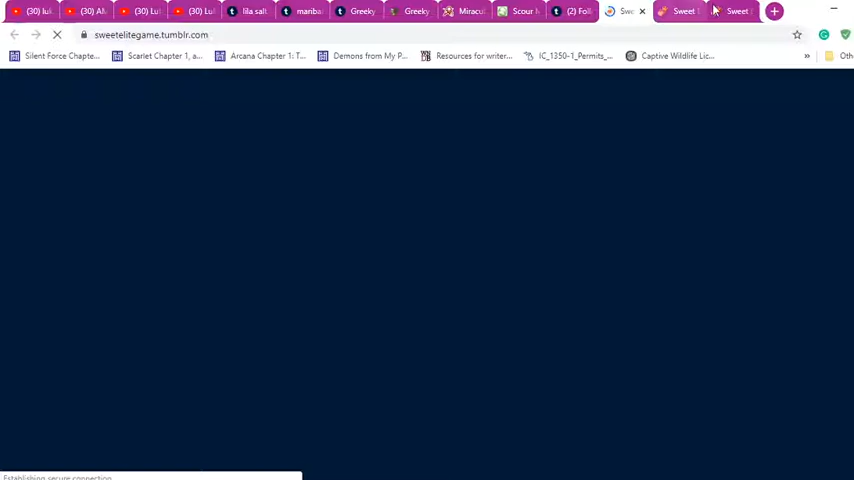 (30) luk (30) Al (30) Lu (30) Lu lila salt manba Greeky Greeky Miracul Scour (2) Foll Swe Sweet Sweet
sweetelitegame.tumblr.com
Silent Force Chapte... Scarlet Chapter 1, a... Arcana Chapter 1: T... Demons from My P... Resources for writer... IC_1350-1_Permits_... Captive Wildlife Lic... » Oth
Establishing secure connection